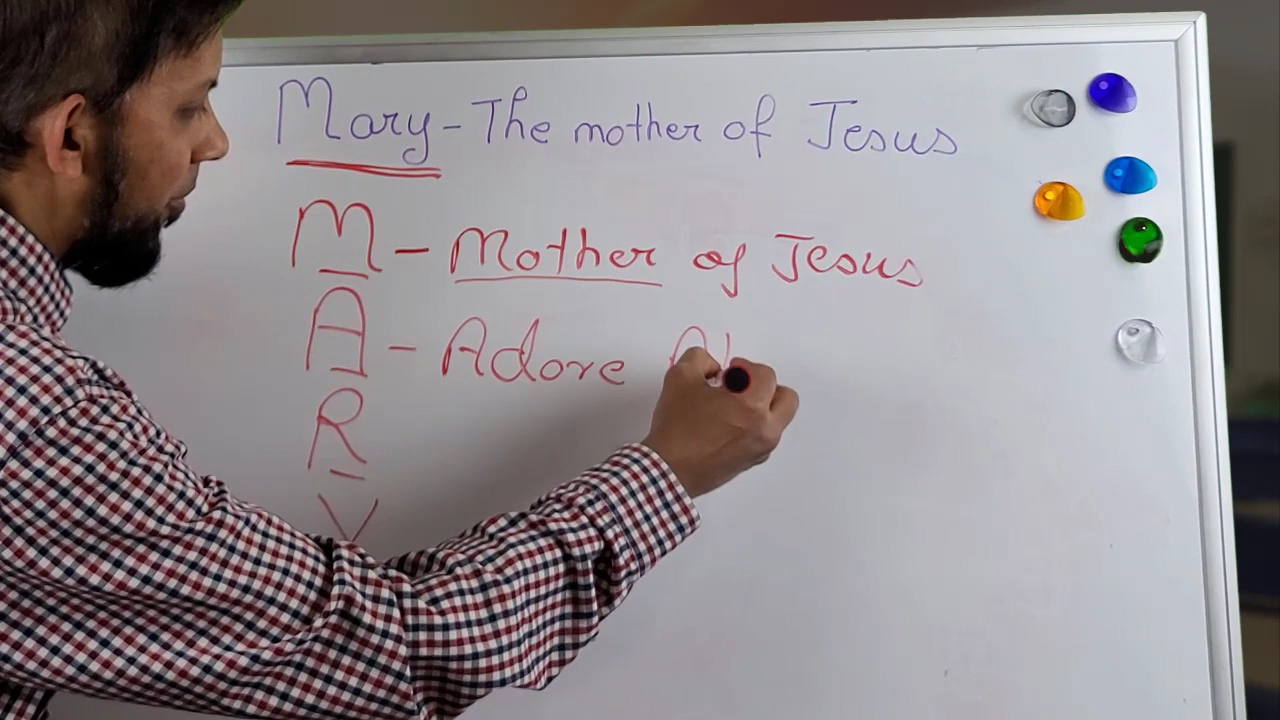 Mary - The mother of Jesus
M - Mother of Jesus
A - Adore
R
Y